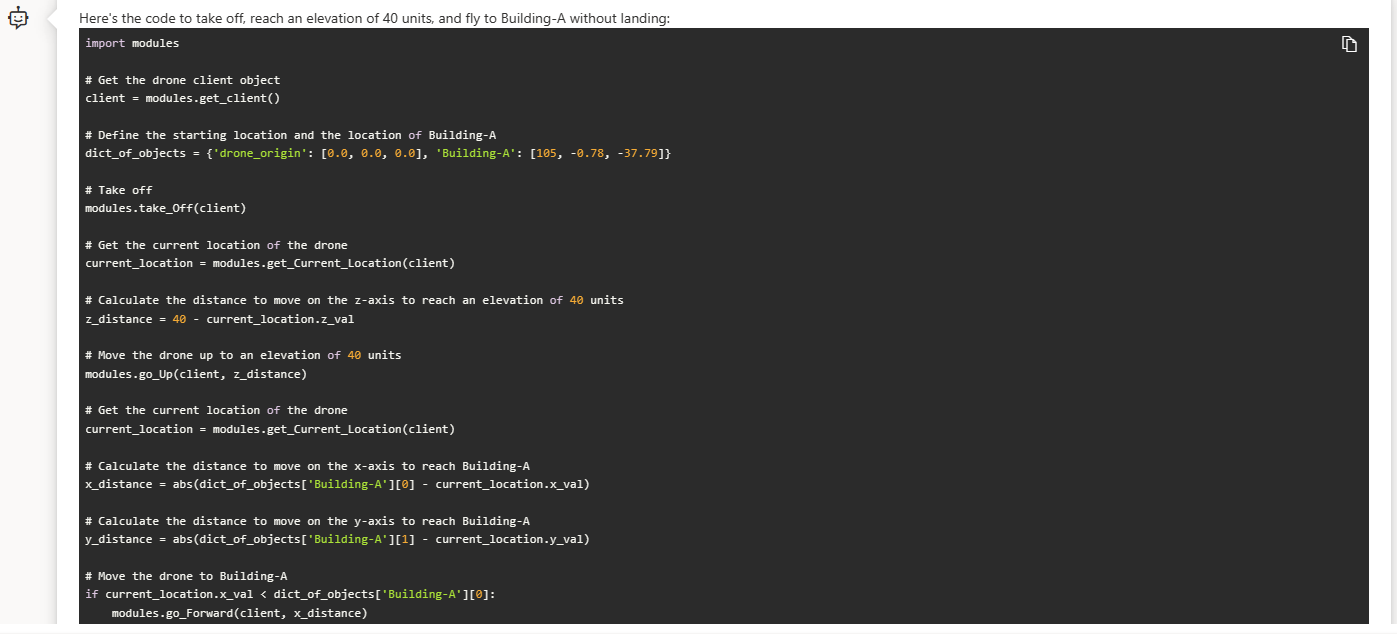 Here's the code to take off, reach an elevation of 40 units, and fly to Building-A without landing:
import modules
# Get the drone client object
client = modules.get_client()
# Define the starting location and the location of Building-A
dict_of_objects = {'drone_origin': [0.0, 0.0, 0.0], 'Building-A': [105, -0.78, -37.79]}
# Take off
modules.take_Off(client)
# Get the current location of the drone
current_location = modules.get_Current_Location(client)
# Calculate the distance to move on the z-axis to reach an elevation of 40 units
z_distance = 40 - current_location.z_val
# Move the drone up to an elevation of 40 units
modules.go_Up(client, z_distance)
# Get the current location of the drone
current_location = modules.get_Current_Location(client)
# Calculate the distance to move on the x-axis to reach Building-A
x_distance = abs(dict_of_objects['Building-A'][0] - current_location.x_val)
# Calculate the distance to move on the y-axis to reach Building-A
y_distance = abs(dict_of_objects['Building-A'][1] - current_location.y_val)
# Move the drone to Building-A
if current_location.x_val < dict_of_objects['Building-A'][0]:
    modules.go_Forward(client, x_distance)